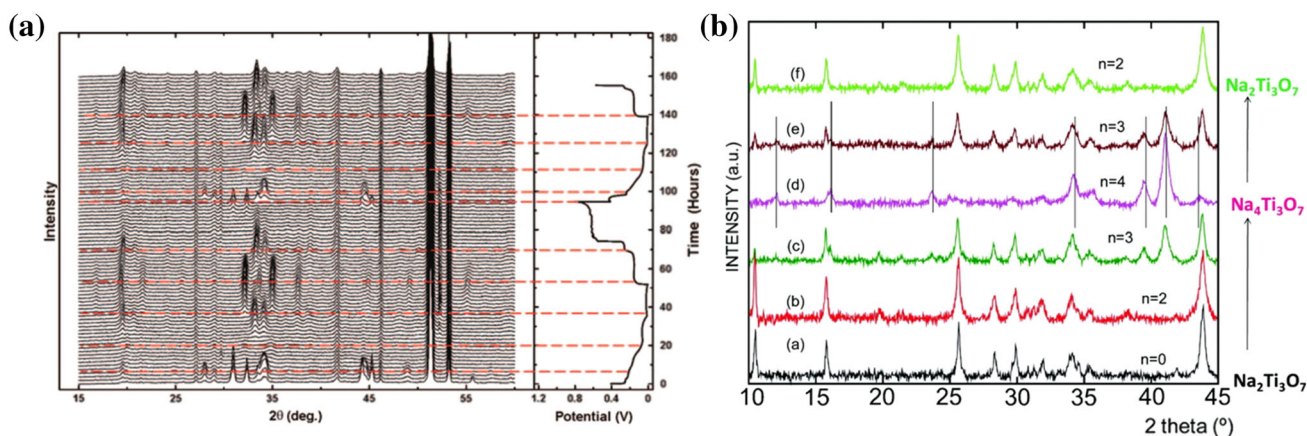 (a)
Intensity
15 25 35 45 55
2θ (deg.)
1.2 0.8 0.4 0
Potential (V)
180
160
140
120
100
80
60
40
20
0
Time (Hours)
(b)
INTENSITY (a.u.)
(f) n=2
(e) n=3
(d) n=4
(c) n=3
(b) n=2
(a) n=0
10 15 20 25 30 35 40 45
2 theta (º)
Na₂Ti₃O₇
Na₄Ti₃O₇
Na₂Ti₃O₇